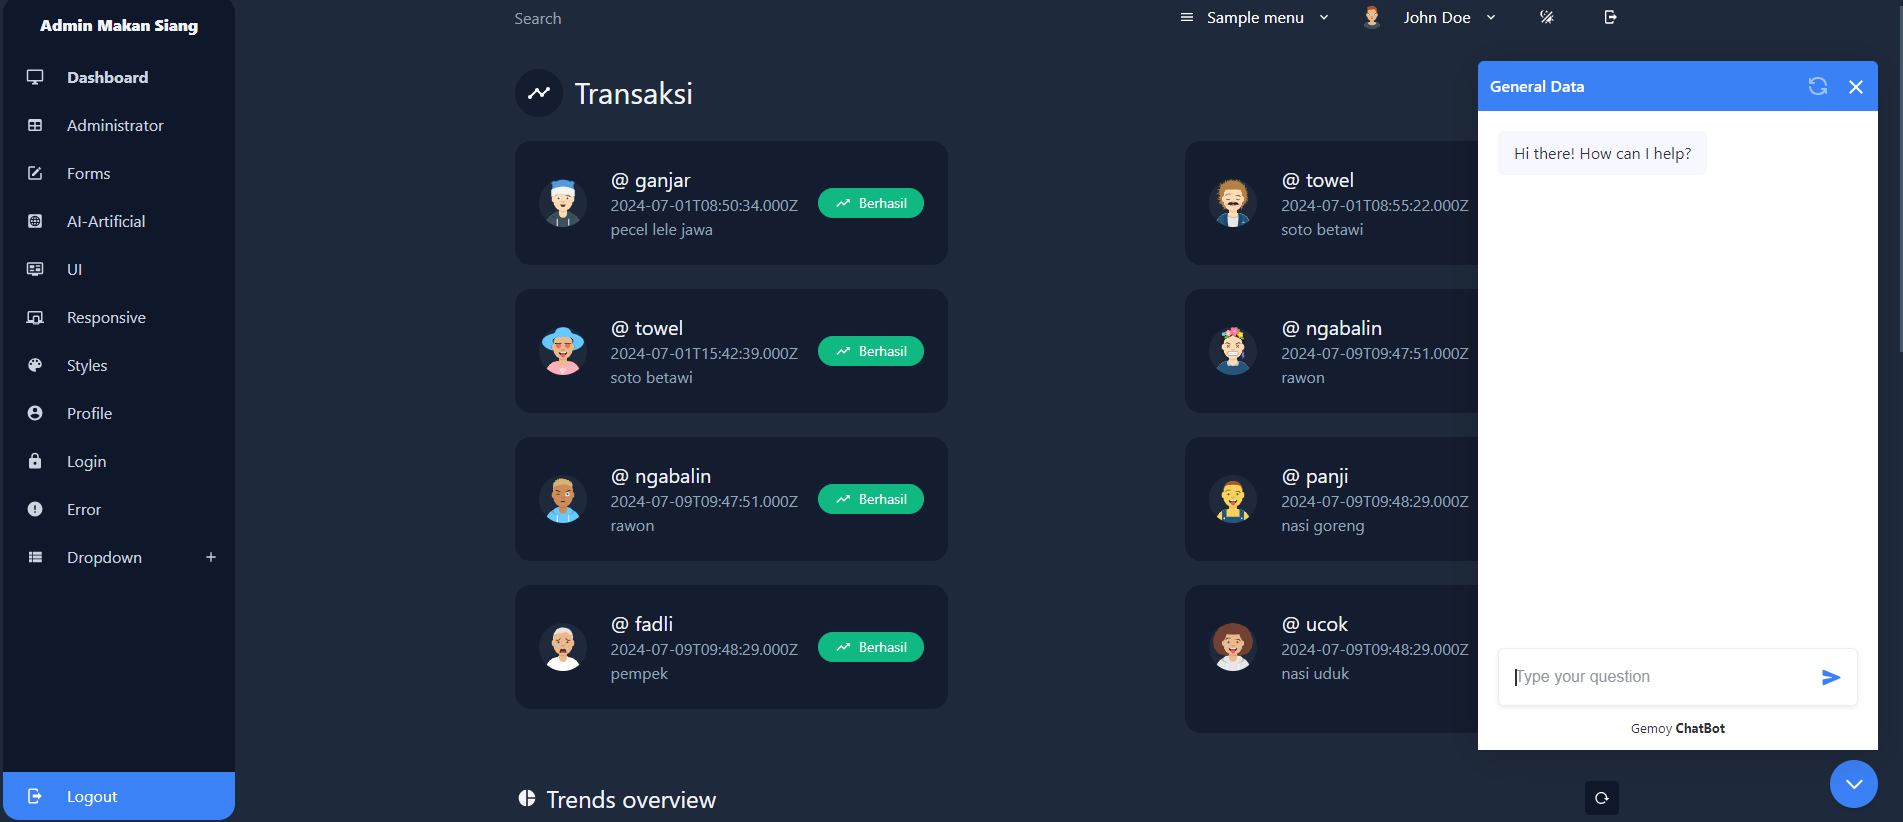 Admin Makan Siang
Dashboard
Administrator
Forms
AI-Artificial
UI
Responsive
Styles
Profile
Login
Error
Dropdown
Logout
Search
Sample menu
John Doe
Transaksi
@ ganjar
2024-07-01T08:50:34.000Z
pecel lele jawa
Berhasil
@ towel
2024-07-01T08:55:22.000Z
soto betawi
@ towel
2024-07-01T15:42:39.000Z
soto betawi
Berhasil
@ ngabalin
2024-07-09T09:47:51.000Z
rawon
@ ngabalin
2024-07-09T09:47:51.000Z
rawon
Berhasil
@ panji
2024-07-09T09:48:29.000Z
nasi goreng
@ fadli
2024-07-09T09:48:29.000Z
pempek
Berhasil
@ ucok
2024-07-09T09:48:29.000Z
nasi uduk
Trends overview
General Data
Hi there! How can I help?
Type your question
Gemoy ChatBot